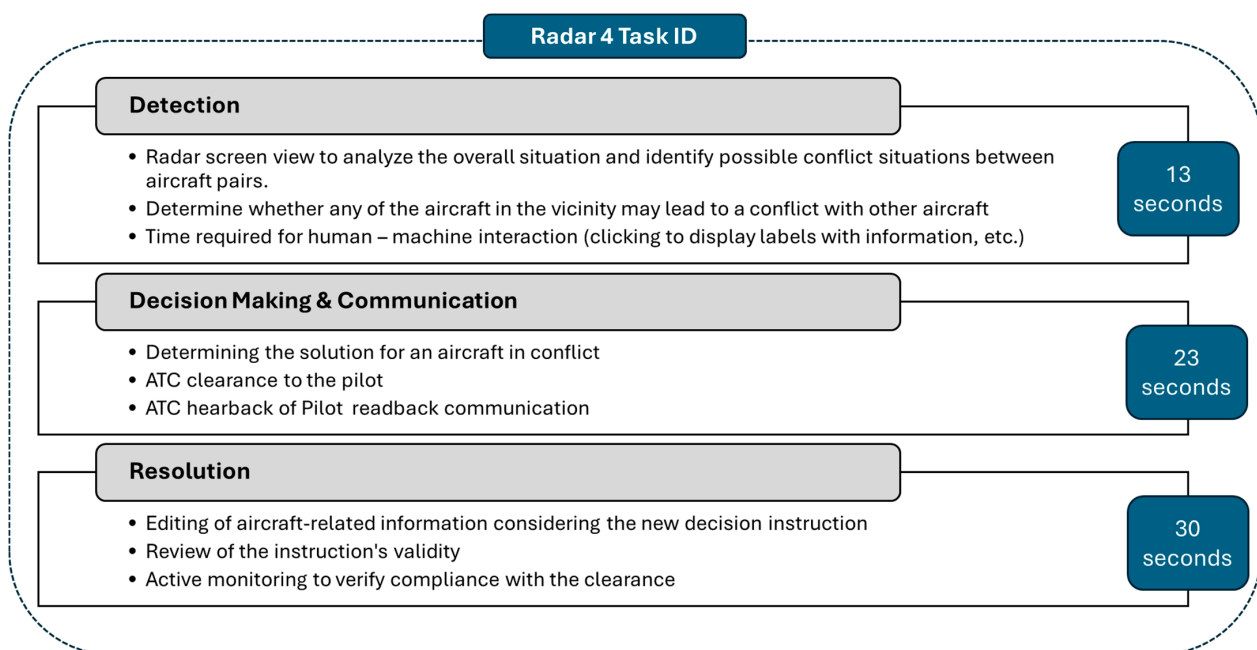 Radar 4 Task ID
Detection
• Radar screen view to analyze the overall situation and identify possible conflict situations between
aircraft pairs.
• Determine whether any of the aircraft in the vicinity may lead to a conflict with other aircraft
• Time required for human – machine interaction (clicking to display labels with information, etc.)
13
seconds
Decision Making & Communication
• Determining the solution for an aircraft in conflict
• ATC clearance to the pilot
• ATC hearback of Pilot readback communication
23
seconds
Resolution
• Editing of aircraft-related information considering the new decision instruction
• Review of the instruction's validity
• Active monitoring to verify compliance with the clearance
30
seconds